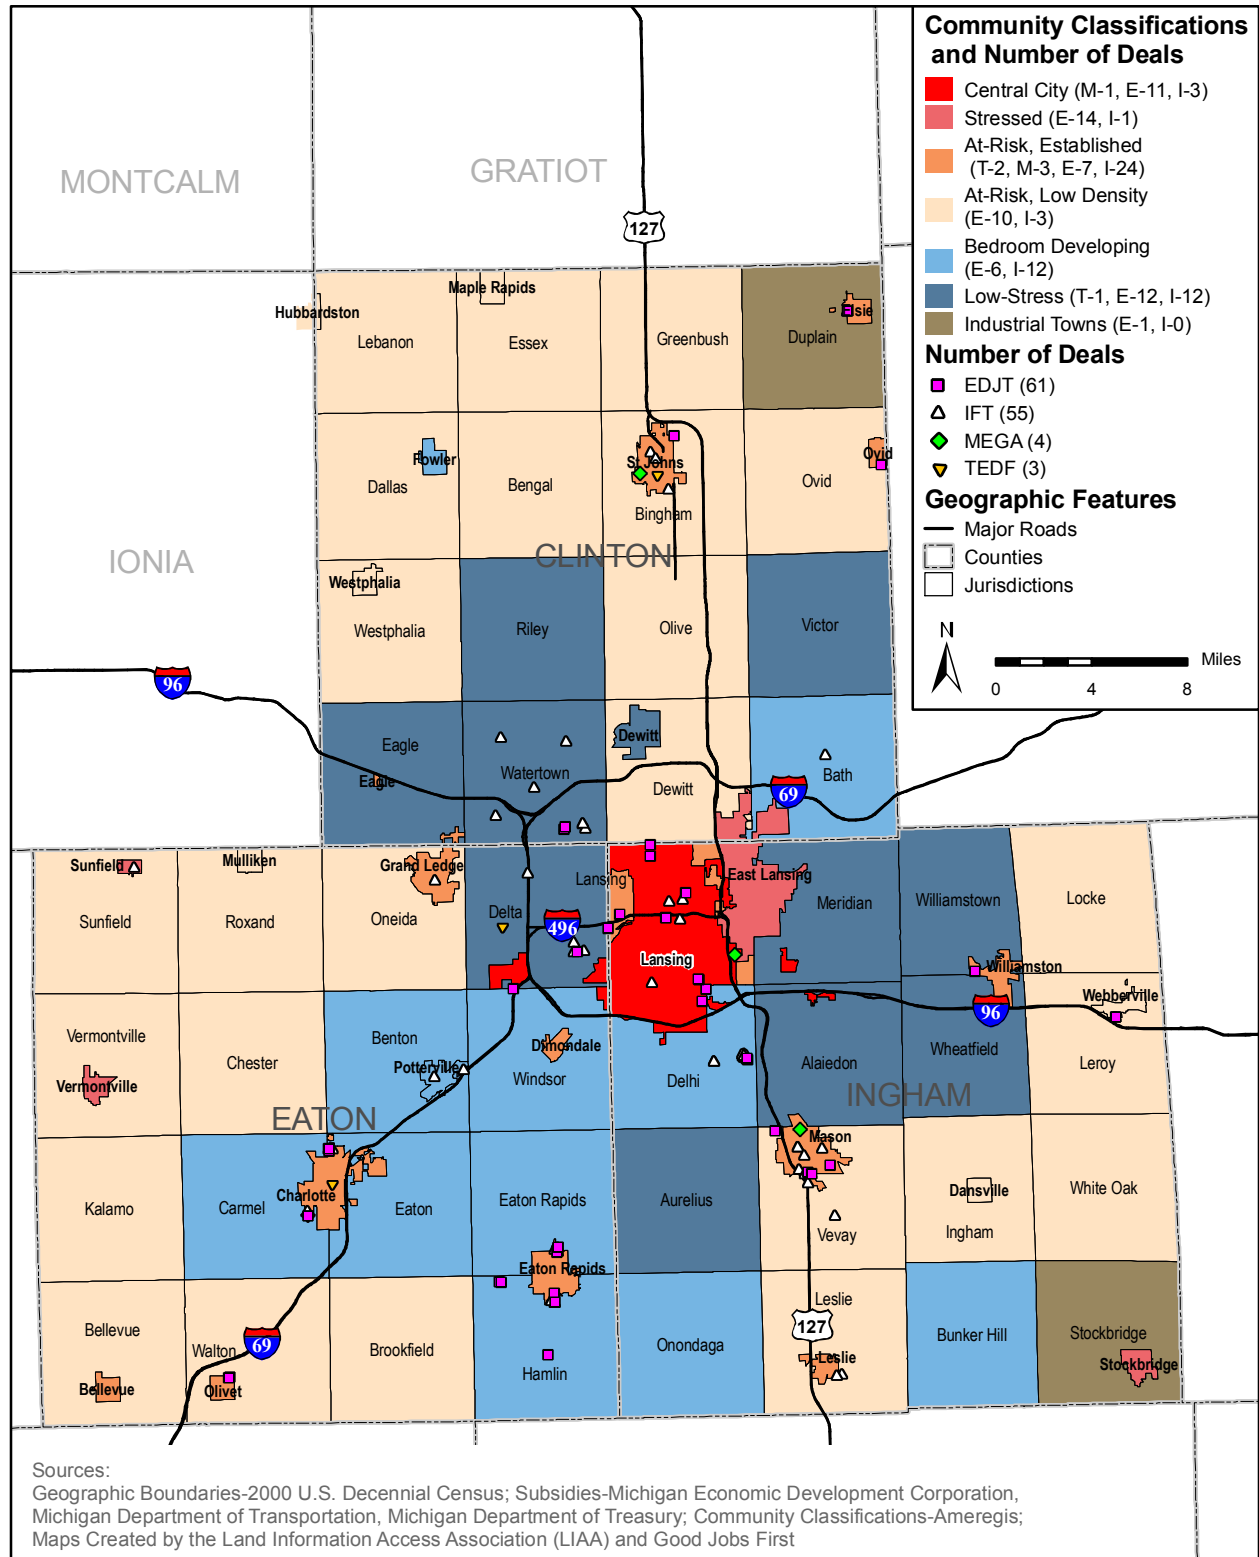 Community Classifications
and Number of Deals
Central City (M-1, E-11, I-3)
Stressed (E-14, I-1)
At-Risk, Established
(T-2, M-3, E-7, I-24)
At-Risk, Low Density
(E-10, I-3)
Bedroom Developing
(E-6, I-12)
Low-Stress (T-1, E-12, I-12)
Industrial Towns (E-1, I-0)
Number of Deals
EDJT (61)
IFT (55)
MEGA (4)
TEDF (3)
Geographic Features
Major Roads
Counties
Jurisdictions
N
Miles
0 4 8
MONTCALM
GRATIOT
127
Maple Rapids
Hubbardston
Elsie
Lebanon
Essex
Greenbush
Duplain
Fowler
St Johns
Ovid
Dallas
Bengal
Ovid
Bingham
CLINTON
IONIA
Westphalia
Westphalia
Riley
Olive
Victor
96
Eagle
Dewitt
Eagle
Watertown
Bath
Dewitt
69
Sunfield
Mulliken
Grand Ledge
Lansing
East Lansing
Sunfield
Roxand
Oneida
Delta
496
Meridian
Williamstown
Locke
Lansing
Williamston
Webberville
96
Vermontville
Chester
Benton
Dimondale
Potterville
Windsor
Delhi
Alaiedon
Wheatfield
Leroy
Vermontville
EATON
INGHAM
Mason
Kalamo
Carmel
Charlotte
Eaton
Eaton Rapids
Aurelius
Dansville
White Oak
Vevay
Ingham
Eaton Rapids
Leslie
Bellevue
Walton
69
Brookfield
Hamlin
Onondaga
127
Bunker Hill
Stockbridge
Leslie
Stockbridge
Bellevue
Olivet
Sources:
Geographic Boundaries-2000 U.S. Decennial Census; Subsidies-Michigan Economic Development Corporation,
Michigan Department of Transportation, Michigan Department of Treasury; Community Classifications-Ameregis;
Maps Created by the Land Information Access Association (LIAA) and Good Jobs First